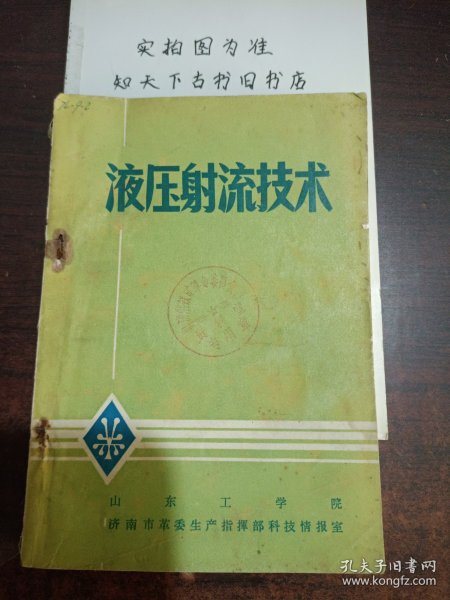 实拍图为准
知天下古书旧书店
液压射流技术
山东工学院
济南市革委生产指挥部科技情报室
孔夫子旧书网
www.kongfz.com